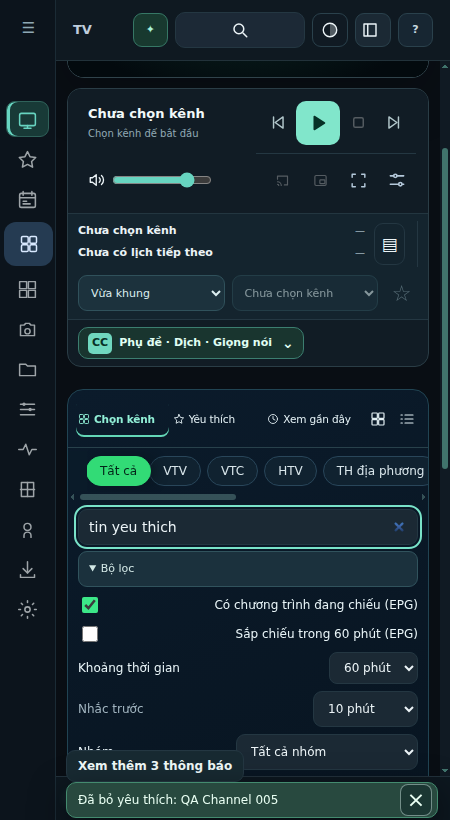 TV
?
Chưa chọn kênh
Chọn kênh để bắt đầu
Chưa chọn kênh —
Chưa có lịch tiếp theo —
Vừa khung
Chưa chọn kênh
CC Phụ đề · Dịch · Giọng nói
Chọn kênh
Yêu thích
Xem gần đây
Tất cả
VTV
VTC
HTV
TH địa phương
tin yeu thich
▼ Bộ lọc
Có chương trình đang chiếu (EPG)
Sắp chiếu trong 60 phút (EPG)
Khoảng thời gian
60 phút
Nhắc trước
10 phút
Tất cả nhóm
Xem thêm 3 thông báo
Đã bỏ yêu thích: QA Channel 005